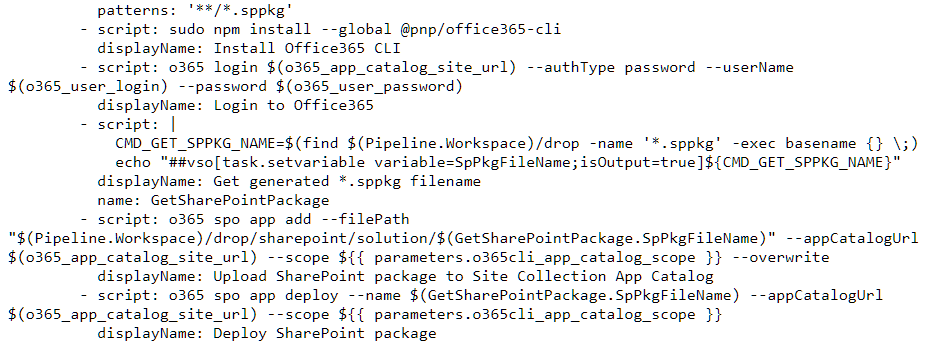 patterns: '**/*.sppkg'
- script: sudo npm install --global @pnp/office365-cli
displayName: Install Office365 CLI
- script: o365 login $(o365_app_catalog_site_url) --authType password --userName
$(o365_user_login) --password $(o365_user_password)
displayName: Login to Office365
- script: |
CMD_GET_SPPKG_NAME=$(find $(Pipeline.Workspace)/drop -name '*.sppkg' -exec basename {} \;)
echo "##vso[task.setvariable variable=SpPkgFileName;isOutput=true]${CMD_GET_SPPKG_NAME}"
displayName: Get generated *.sppkg filename
name: GetSharePointPackage
- script: o365 spo app add --filePath
"$(Pipeline.Workspace)/drop/sharepoint/solution/$(GetSharePointPackage.SpPkgFileName)" --appCatalogUrl
$(o365_app_catalog_site_url) --scope ${{ parameters.o365cli_app_catalog_scope }} --overwrite
displayName: Upload SharePoint package to Site Collection App Catalog
- script: o365 spo app deploy --name $(GetSharePointPackage.SpPkgFileName) --appCatalogUrl
$(o365_app_catalog_site_url) --scope ${{ parameters.o365cli_app_catalog_scope }}
displayName: Deploy SharePoint package